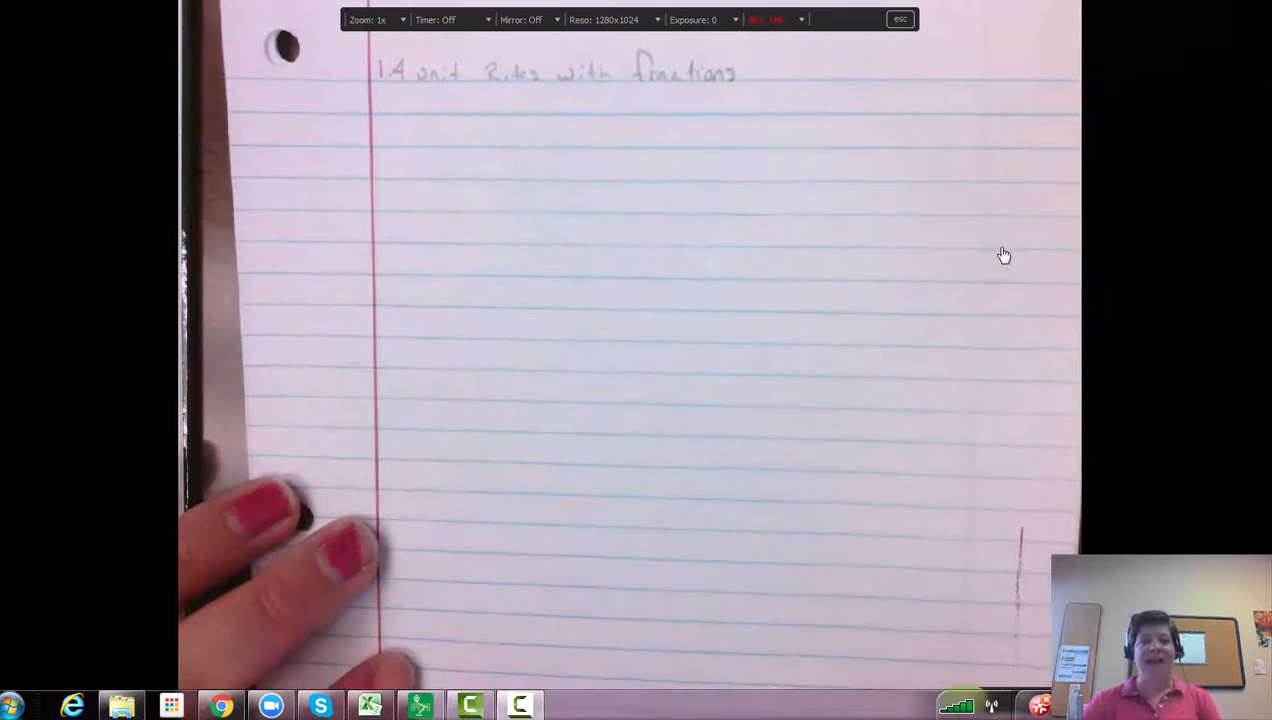 Zoom: 1x Timer: Off Mirror: Off Reso: 1280x1024 Exposure: 0 esc
1.4 unit Rates with fractions